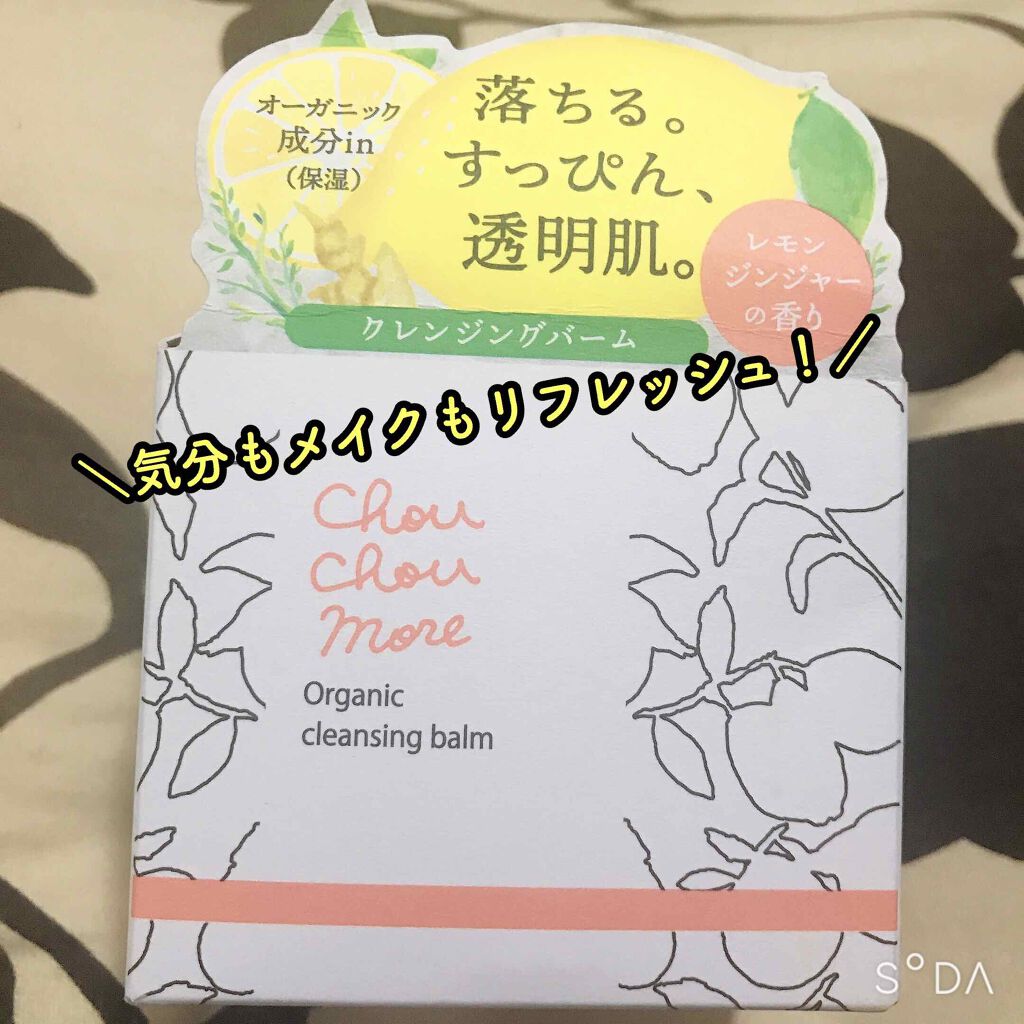 オーガニック
成分in
（保湿）
落ちる。
すっぴん、
透明肌。
レモン
ジンジャー
の香り
クレンジングバーム
＼気分もメイクもリフレッシュ！／
Chou
Chou
more
Organic
cleansing balm
S°DA